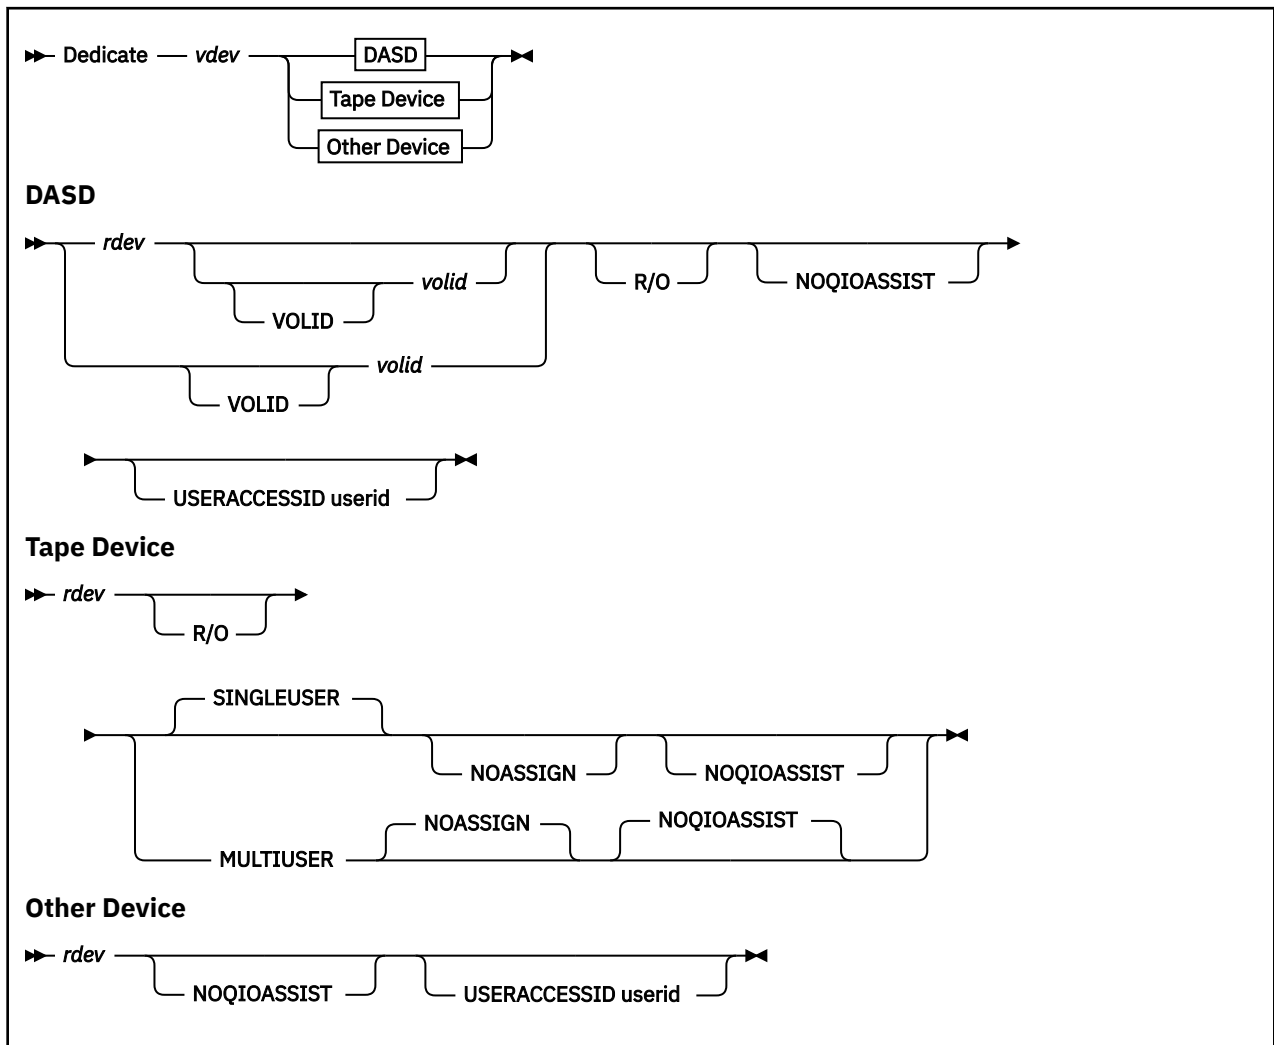 Dedicate vdev DASD
Tape Device
Other Device
DASD
rdev
volid R/O NOQIOASSIST
VOLID
volid
VOLID
USERACCESSID userid
Tape Device
rdev
R/O
SINGLEUSER
NOASSIGN NOQIOASSIST
NOASSIGN NOQIOASSIST
MULTIUSER
Other Device
rdev
NOQIOASSIST USERACCESSID userid